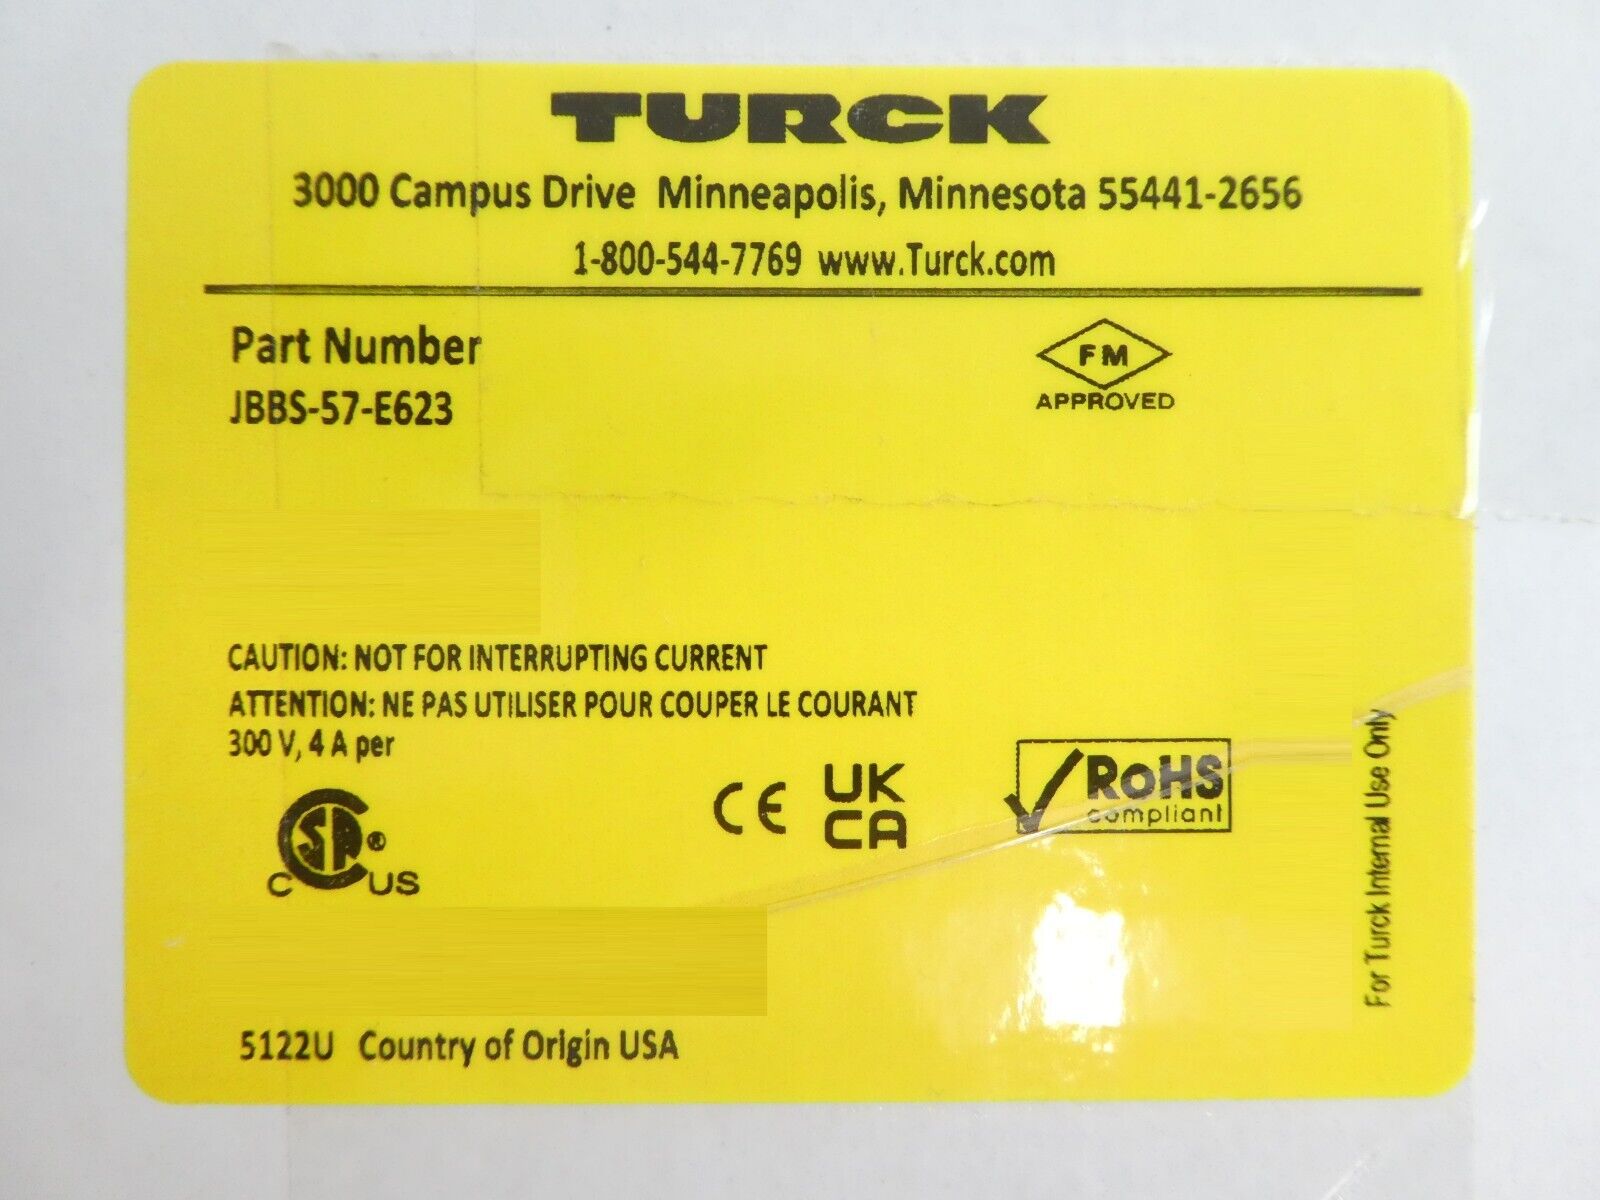 TURCK
3000 Campus Drive Minneapolis, Minnesota 55441-2656
1-800-544-7769 www.Turck.com
Part Number
JBBS-57-E623
FM
APPROVED
CAUTION: NOT FOR INTERRUPTING CURRENT
ATTENTION: NE PAS UTILISER POUR COUPER LE COURANT
300 V, 4 A per
C SA ® US
CE
UK
CA
RoHS
compliant
For Turck Internal Use Only
5122U Country of Origin USA